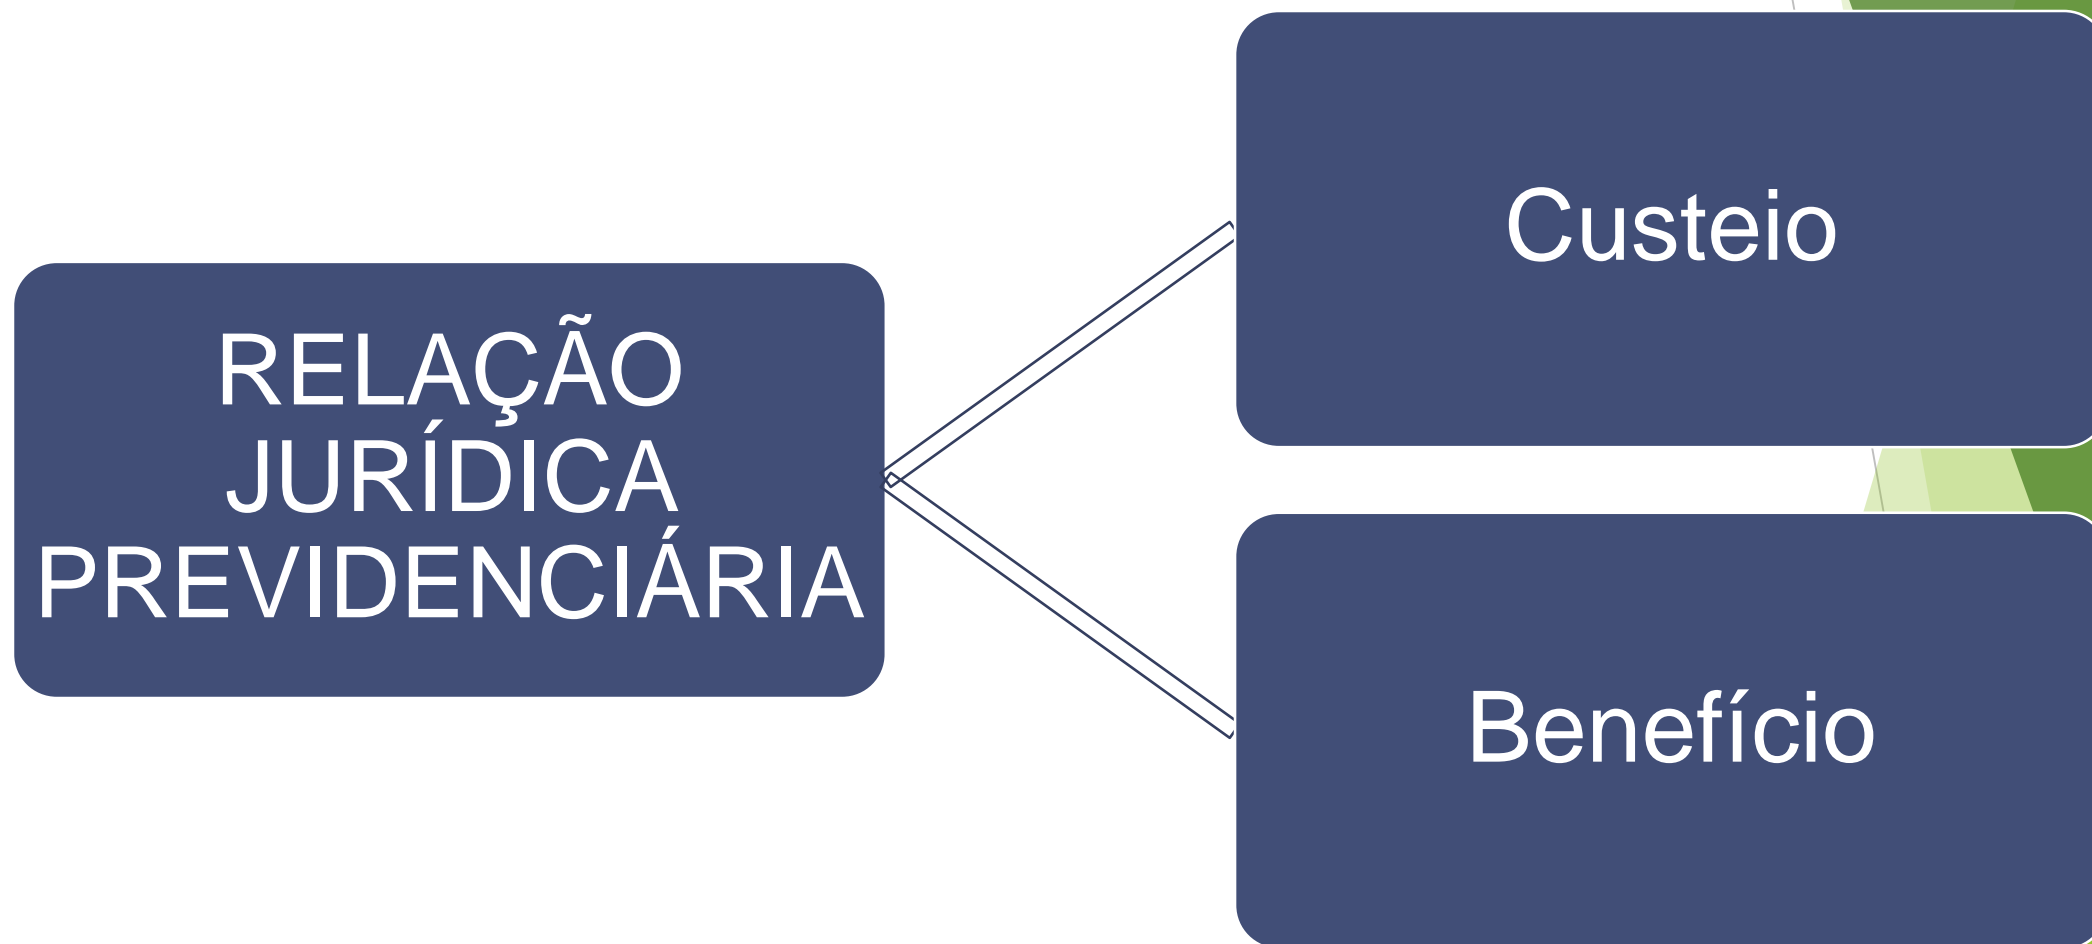 RELAÇÃO
JURÍDICA
PREVIDENCIÁRIA
Custeio
Benefício